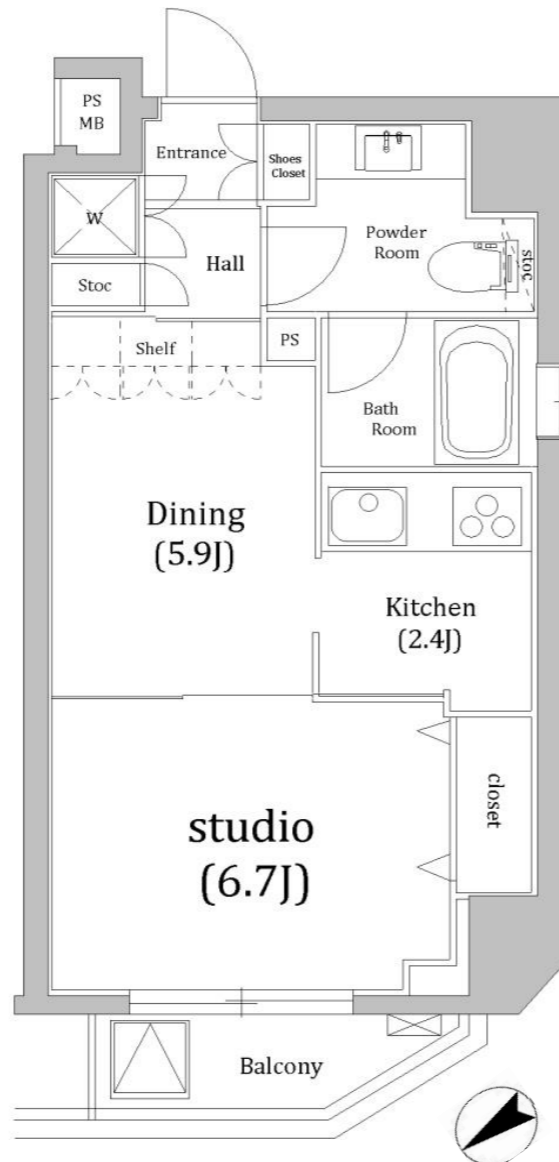 PS
MB
Entrance
Shoes
Closet
W
Hall
Powder
Room
stoc
Stoc
Shelf
PS
Bath
Room
Dining
(5.9J)
Kitchen
(2.4J)
studio
(6.7J)
closet
Balcony